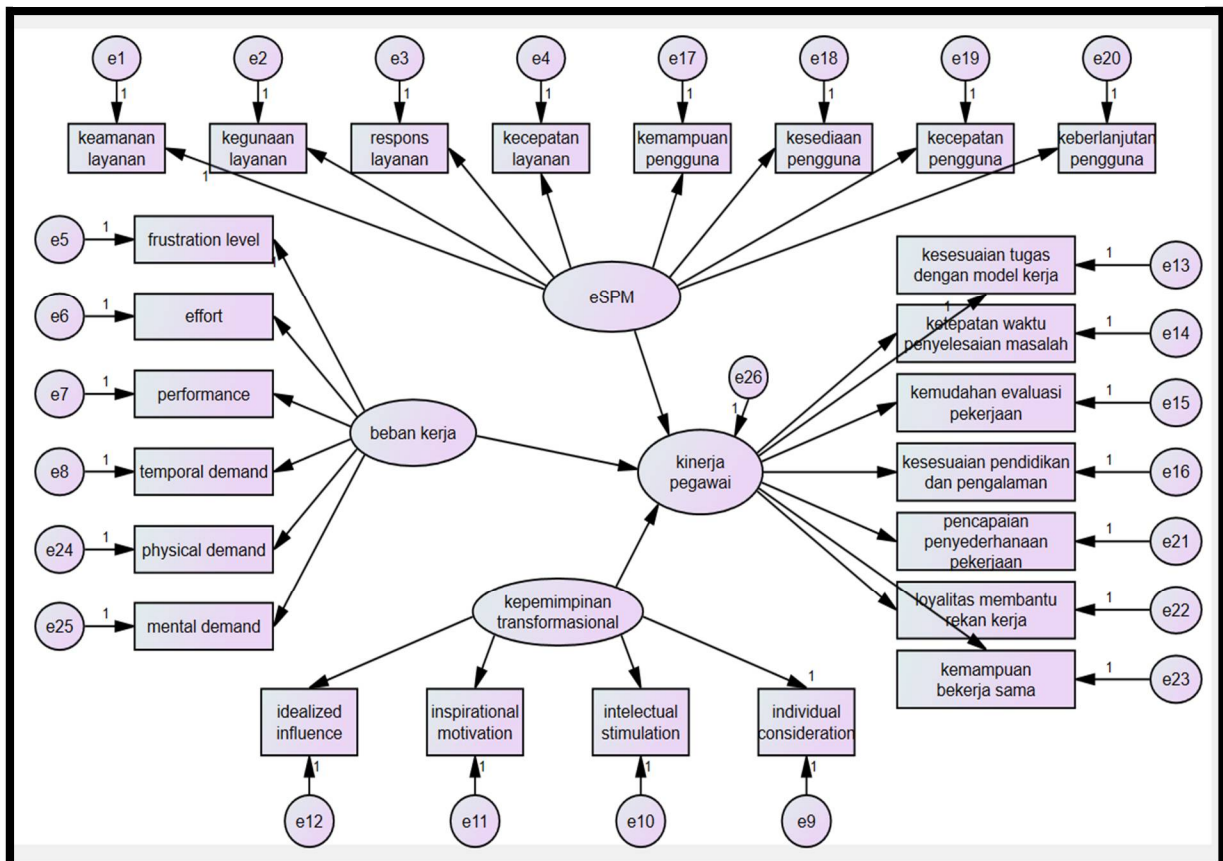 e1
e2
e3
e4
e17
e18
e19
e20
1
1
1
1
1
1
1
1
keamanan
layanan
kegunaan
layanan
respons
layanan
kecepatan
layanan
kemampuan
pengguna
kesediaan
pengguna
kecepatan
pengguna
keberlanjutan
pengguna
1
e5
1
frustration level
1
e6
1
effort
e7
1
performance
e8
1
temporal demand
e24
1
physical demand
e25
1
mental demand
eSPM
beban kerja
e26
1
kinerja
pegawai
kesesuaian tugas
dengan model kerja
1
e13
1
ketepatan waktu
penyelesaian masalah
1
e14
kemudahan evaluasi
pekerjaan
1
e15
kesesuaian pendidikan
dan pengalaman
1
e16
pencapaian
penyederhanaan
pekerjaan
1
e21
loyalitas membantu
rekan kerja
1
e22
kemampuan
bekerja sama
1
e23
kepemimpinan
transformasional
1
idealized
influence
inspirational
motivation
intelectual
stimulation
individual
consideration
1
1
1
1
e12
e11
e10
e9